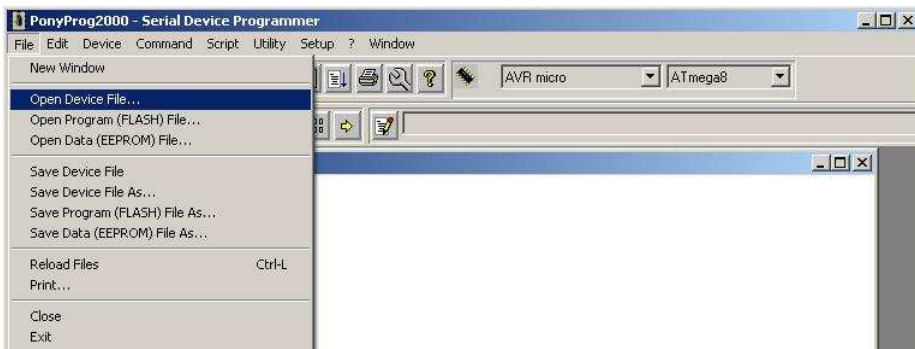 PonyProg2000 - Serial Device Programmer
File Edit Device Command Script Utility Setup ? Window
New Window
AVR micro ATmega8
Open Device File...
Open Program (FLASH) File...
Open Data (EEPROM) File...
Save Device File
Save Device File As...
Save Program (FLASH) File As...
Save Data (EEPROM) File As...
Reload Files Ctrl-L
Print...
Close
Exit